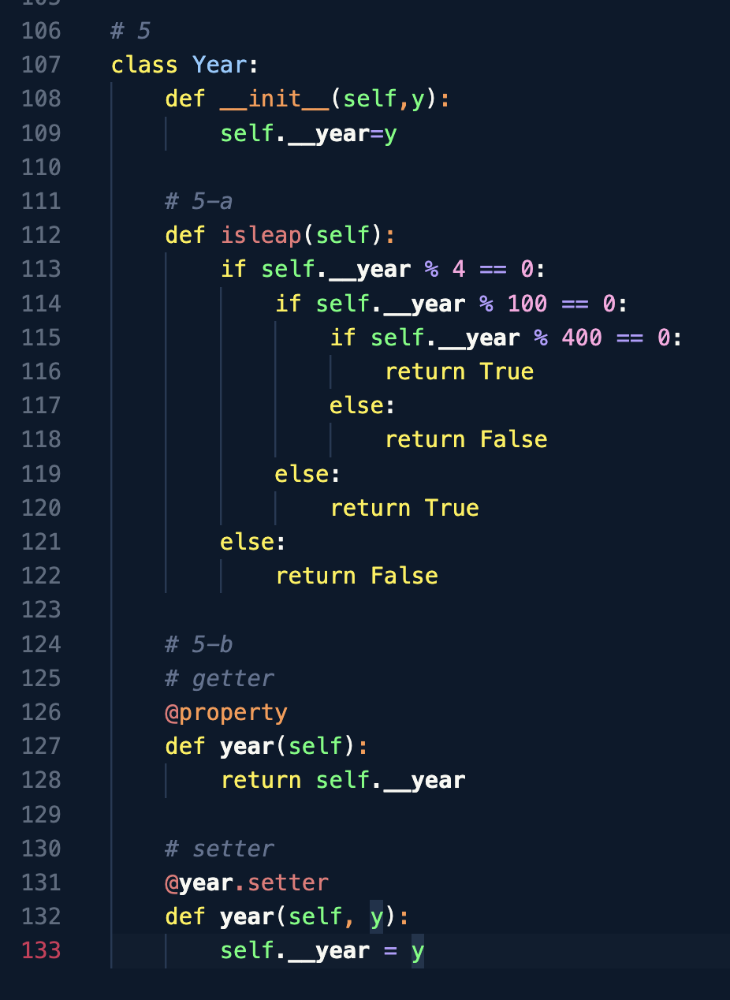 106 # 5
107 class Year:
108     def __init__(self,y):
109         self.__year=y
110
111     # 5-a
112     def isleap(self):
113         if self.__year % 4 == 0:
114             if self.__year % 100 == 0:
115                 if self.__year % 400 == 0:
116                     return True
117                 else:
118                     return False
119             else:
120                 return True
121         else:
122             return False
123
124     # 5-b
125     # getter
126     @property
127     def year(self):
128         return self.__year
129
130     # setter
131     @year.setter
132     def year(self, y):
133         self.__year = y